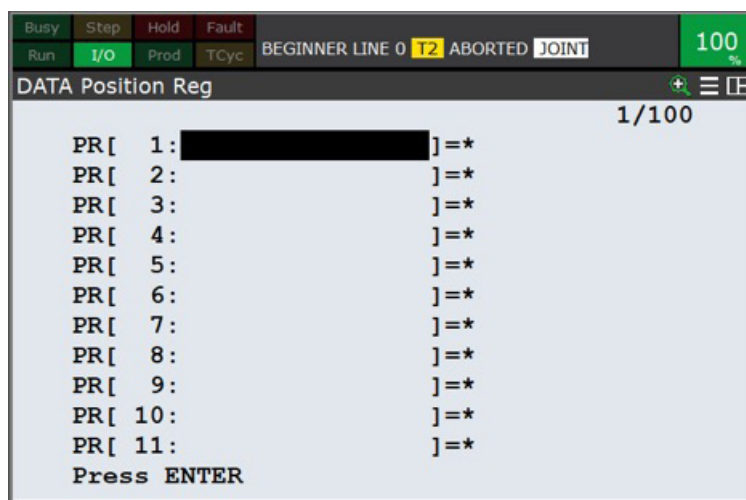 Busy Step Hold Fault
Run I/O Prod TCyc BEGINNER LINE 0 T2 ABORTED JOINT 100 %
DATA Position Reg
1/100
PR[ 1: ]=*
PR[ 2: ]=*
PR[ 3: ]=*
PR[ 4: ]=*
PR[ 5: ]=*
PR[ 6: ]=*
PR[ 7: ]=*
PR[ 8: ]=*
PR[ 9: ]=*
PR[ 10: ]=*
PR[ 11: ]=*
Press ENTER